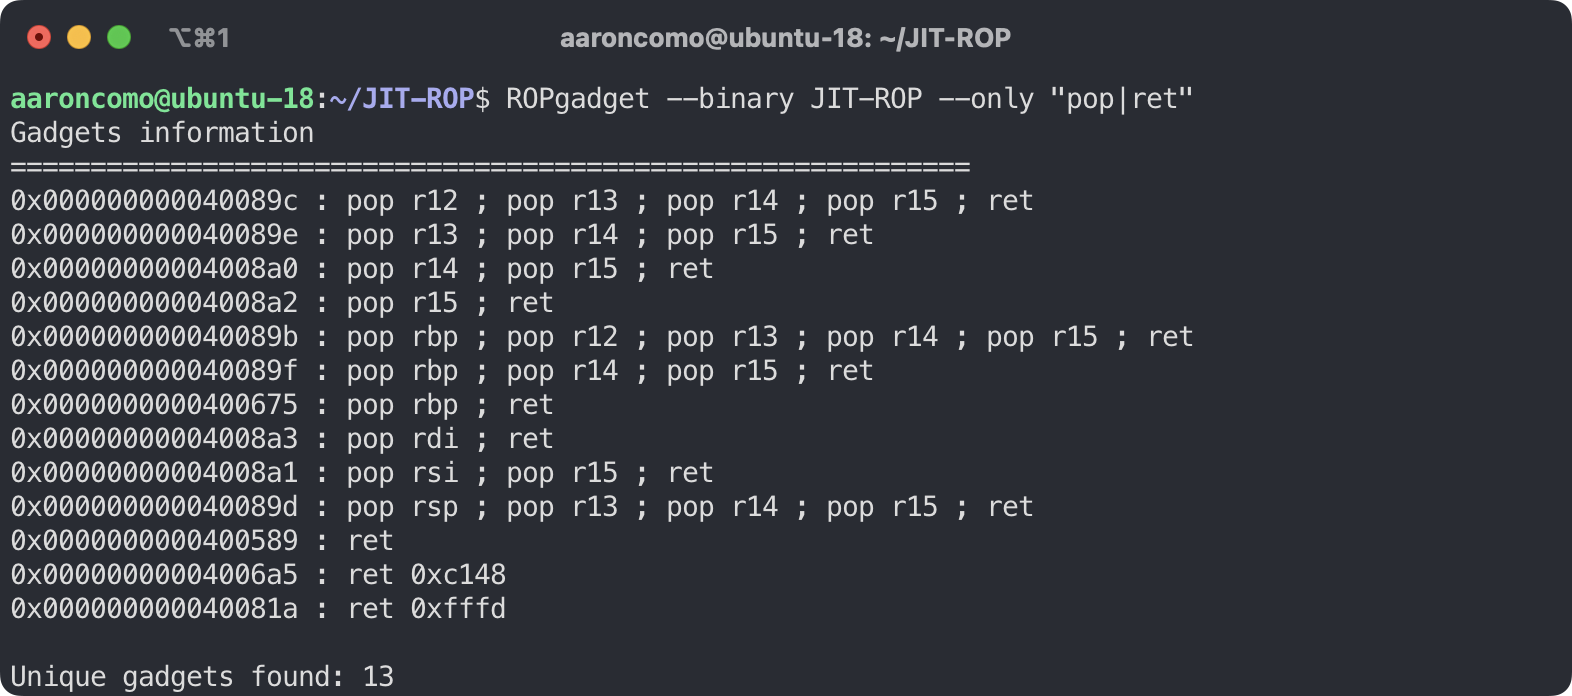 ⌥⌘1
aaroncomo@ubuntu-18: ~/JIT-ROP
aaroncomo@ubuntu-18:~/JIT-ROP$ ROPgadget --binary JIT-ROP --only "pop|ret"
Gadgets information
============================================================
0x000000000040089c : pop r12 ; pop r13 ; pop r14 ; pop r15 ; ret
0x000000000040089e : pop r13 ; pop r14 ; pop r15 ; ret
0x00000000004008a0 : pop r14 ; pop r15 ; ret
0x00000000004008a2 : pop r15 ; ret
0x000000000040089b : pop rbp ; pop r12 ; pop r13 ; pop r14 ; pop r15 ; ret
0x000000000040089f : pop rbp ; pop r14 ; pop r15 ; ret
0x0000000000400675 : pop rbp ; ret
0x00000000004008a3 : pop rdi ; ret
0x00000000004008a1 : pop rsi ; pop r15 ; ret
0x000000000040089d : pop rsp ; pop r13 ; pop r14 ; pop r15 ; ret
0x0000000000400589 : ret
0x00000000004006a5 : ret 0xc148
0x000000000040081a : ret 0xfffd
Unique gadgets found: 13